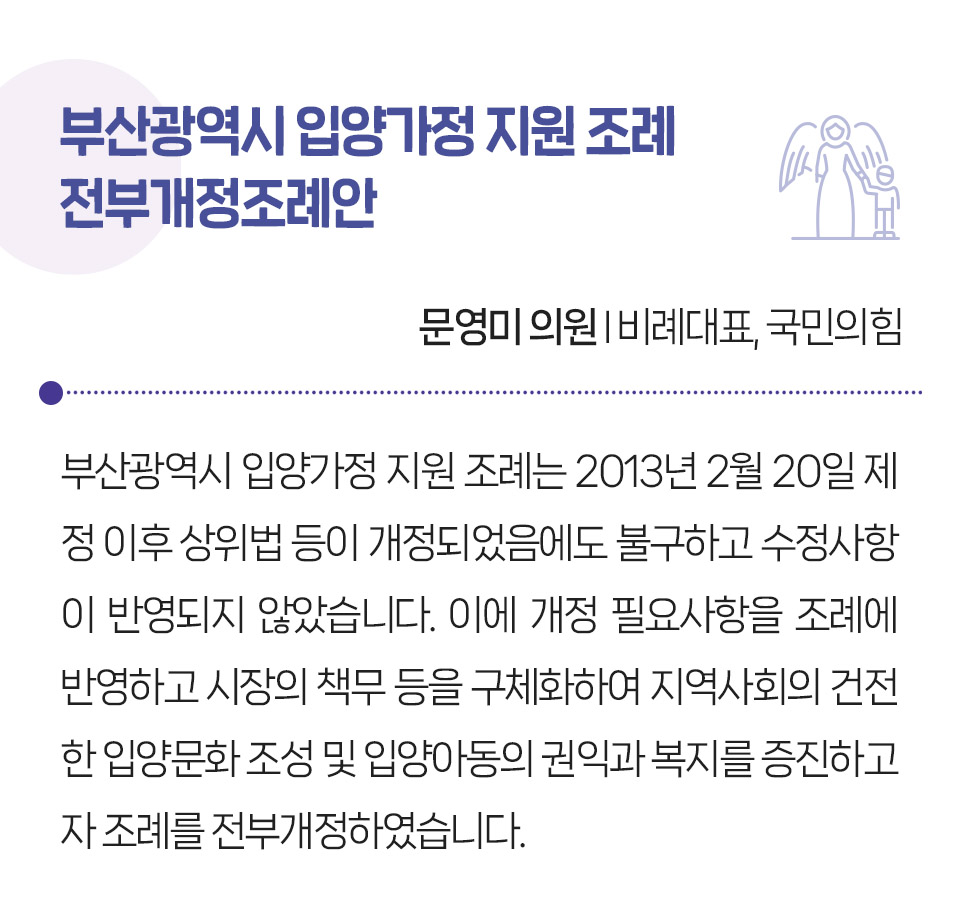 부산광역시 입양가정 지원 조례
전부개정조례안
문영미 의원 | 비례대표, 국민의힘
부산광역시 입양가정 지원 조례는 2013년 2월 20일 제
정 이후 상위법 등이 개정되었음에도 불구하고 수정사항
이 반영되지 않았습니다. 이에 개정 필요사항을 조례에
반영하고 시장의 책무 등을 구체화하여 지역사회의 건전
한 입양문화 조성 및 입양아동의 권익과 복지를 증진하고
자 조례를 전부개정하였습니다.